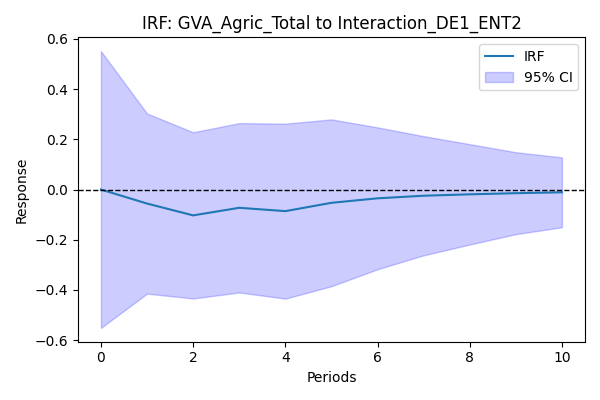 IRF: GVA_Agric_Total to Interaction_DE1_ENT2
IRF
95% CI
0.6
0.4
0.2
0.0
−0.2
−0.4
−0.6
Response
0
2
4
6
8
10
Periods